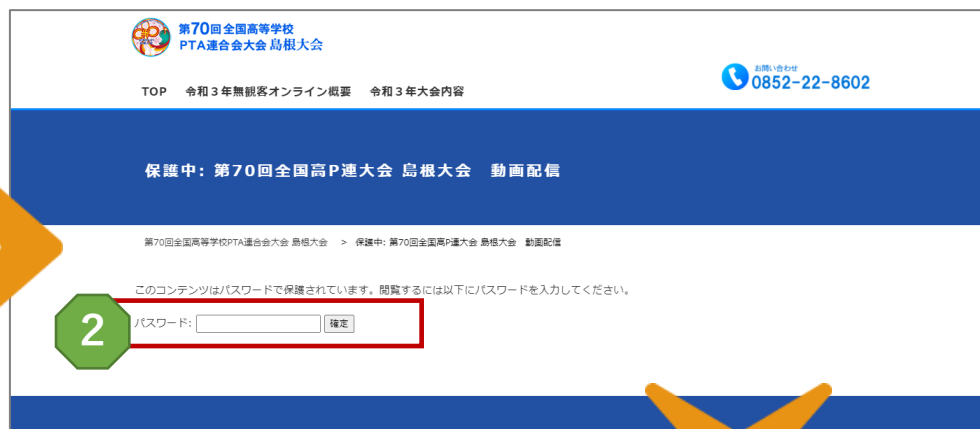 第70回全国高等学校
PTA連合会大会 島根大会
お問い合わせ
0852-22-8602
TOP 令和3年無観客オンライン概要 令和3年大会内容
保護中: 第70回全国高P連大会 島根大会 動画配信
第70回全国高等学校PTA連合会大会 島根大会 > 保護中: 第70回全国高P連大会 島根大会 動画配信
このコンテンツはパスワードで保護されています。閲覧するには以下にパスワードを入力してください。
2
パスワード: 確定